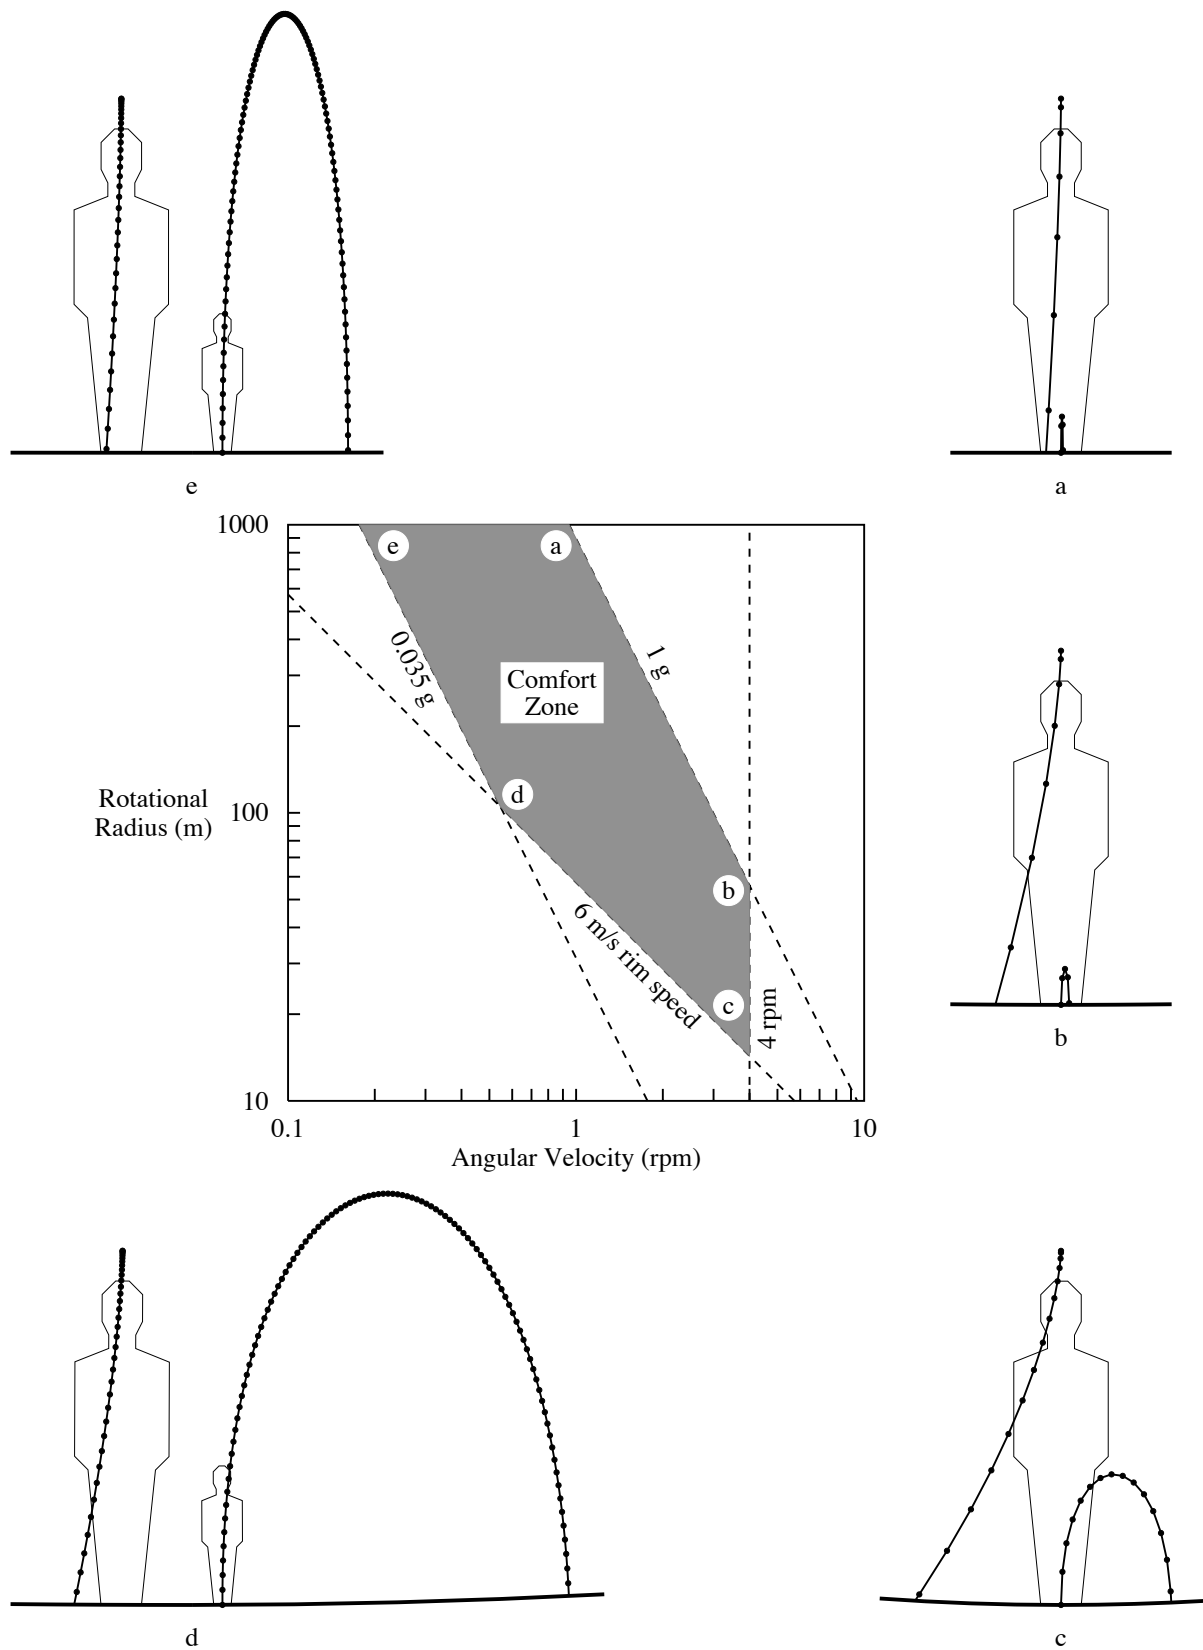 e
a
1000
e
a
0.035 g
1 g
Comfort
Zone
d
Rotational
Radius (m)
100
b
6 m/s rim speed
c
4 rpm
b
10
0.1
1
10
Angular Velocity (rpm)
d
c